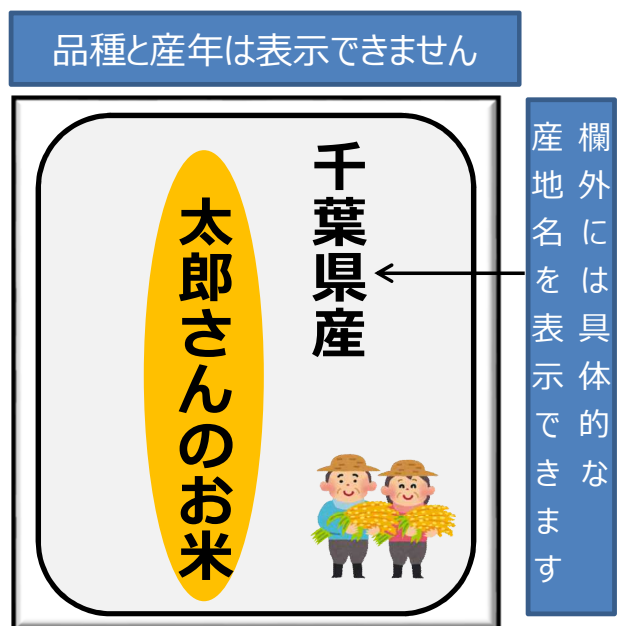 品種と産年は表示できません
千葉県産
太郎さんのお米
欄外には具体的な
産地名を表示できます